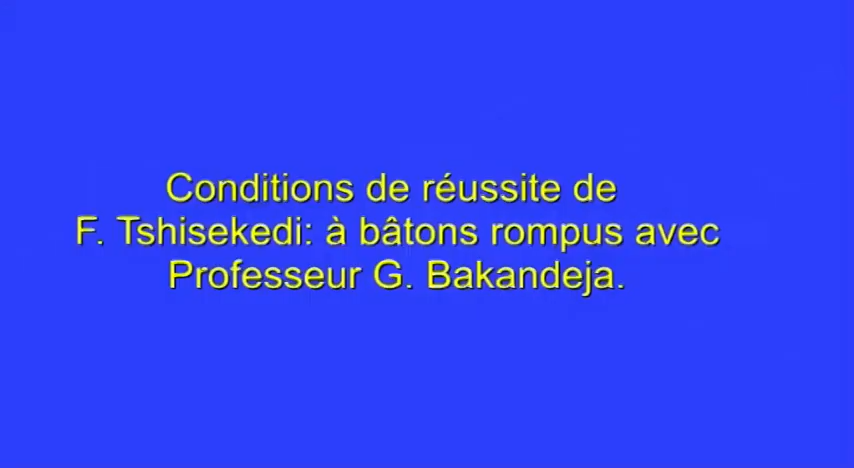 Conditions de réussite de
F. Tshisekedi: à bâtons rompus avec
Professeur G. Bakandeja.